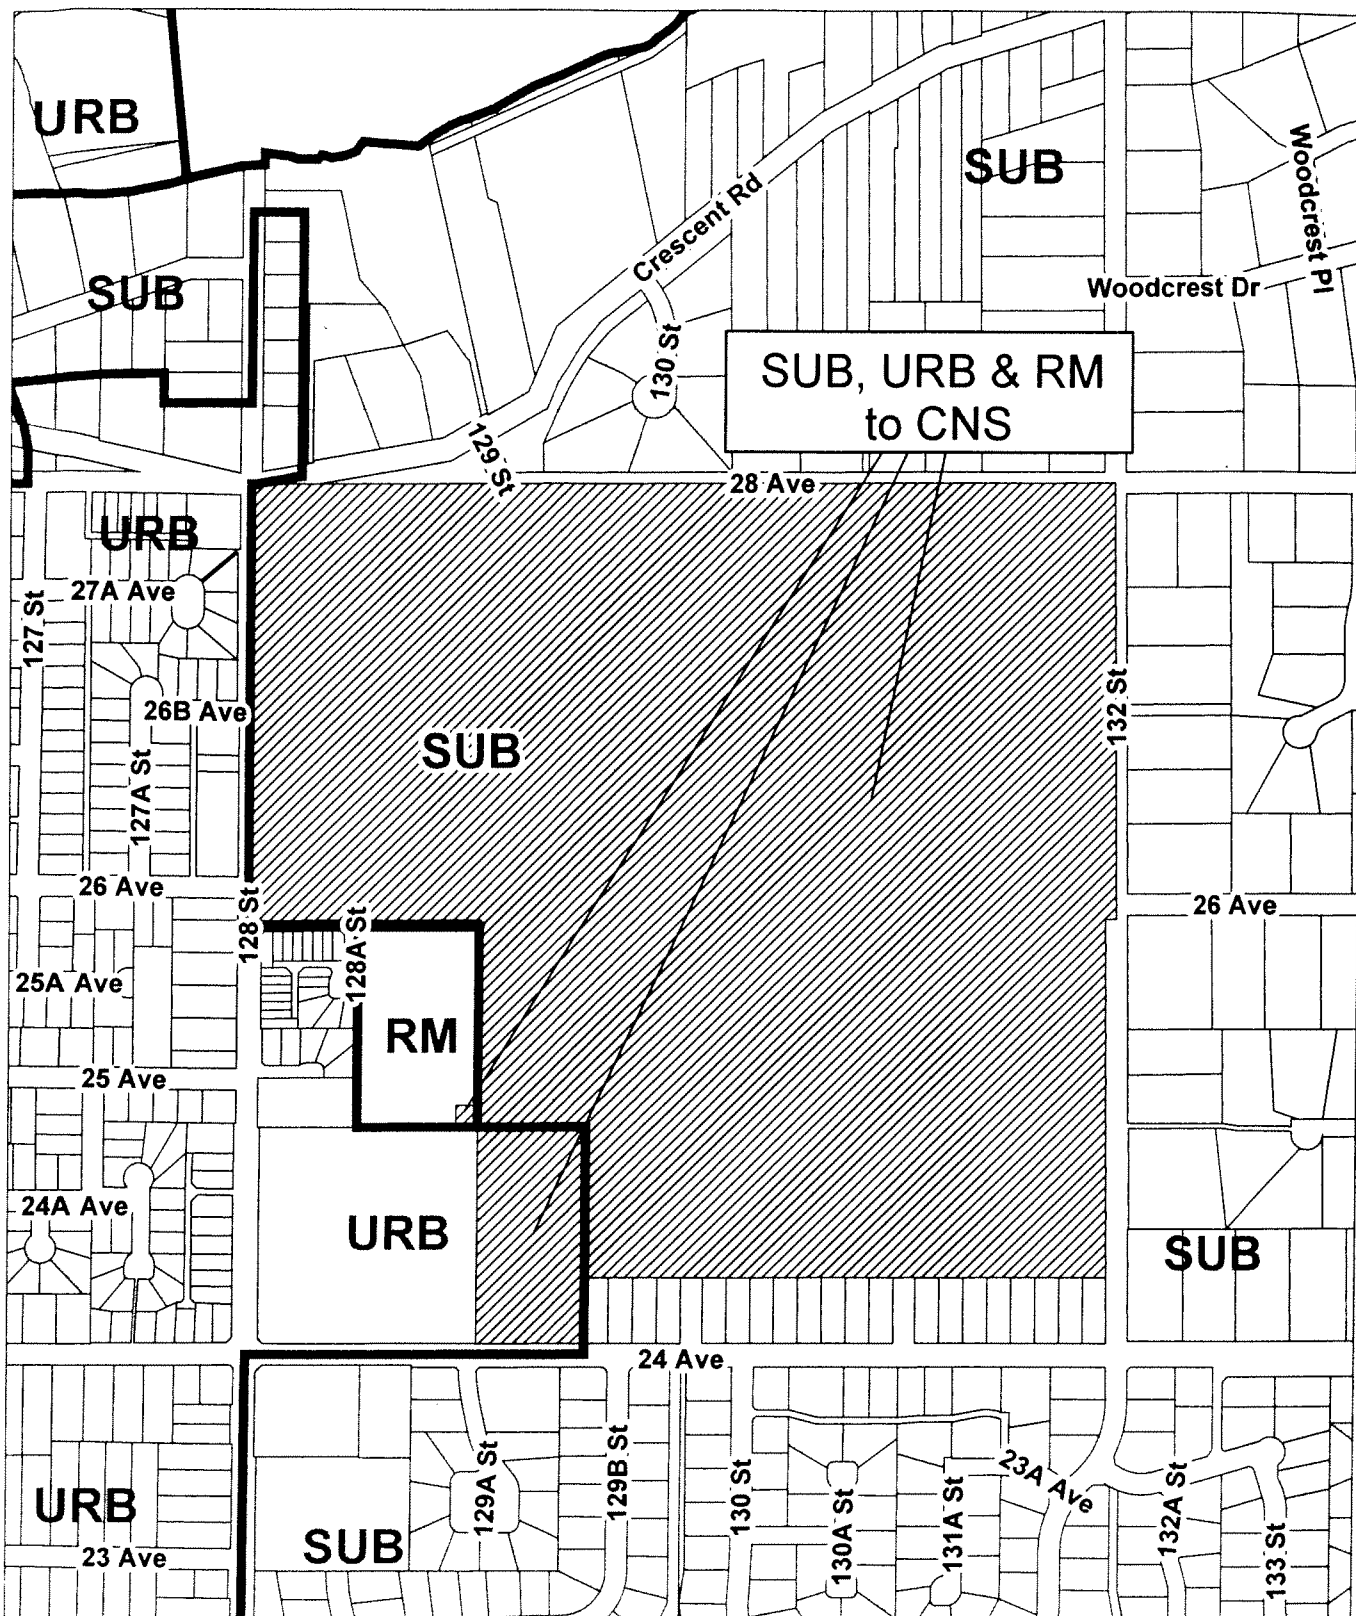 URB
SUB
Woodcrest Pl
Crescent Rd
SUB
Woodcrest Dr
130 St
SUB, URB & RM
to CNS
129 St
28 Ave
URB
27A Ave
127 St
132 St
26B Ave
SUB
127A St
26 Ave
26 Ave
128 St
128A St
25A Ave
RM
25 Ave
24A Ave
URB
SUB
24 Ave
129A St
129B St
130 St
23A Ave
130A St
131A St
132A St
133 St
URB
SUB
23 Ave